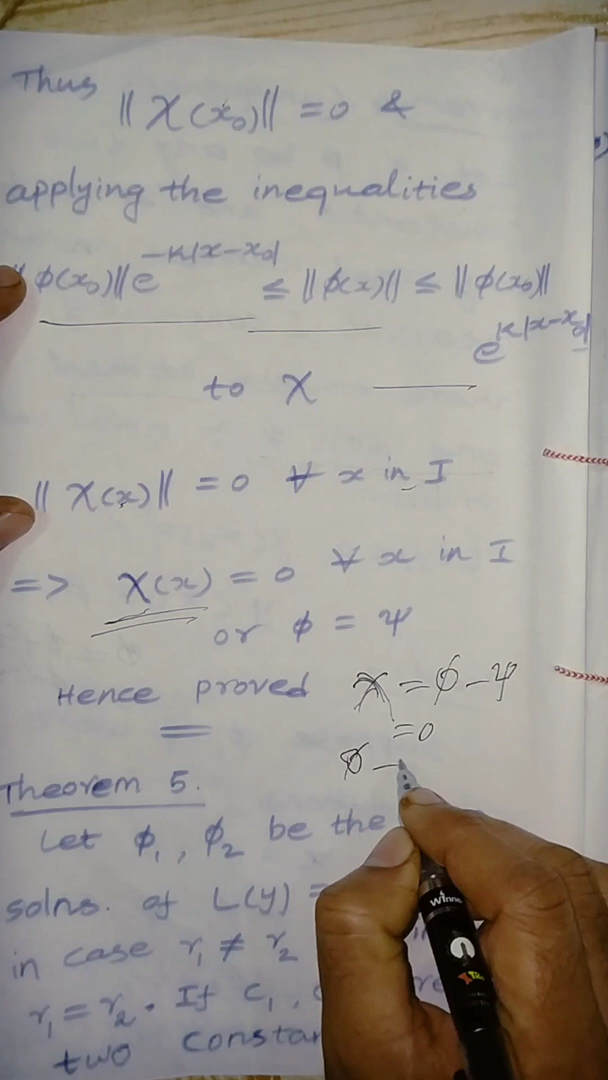 Thus
|| X(x₀)|| = 0 &
applying the inequalities
|| ϕ(x₀)|| e^{-k|x-x₀|} ≤ || ϕ(x)|| ≤ || ϕ(x₀)||
e^{k|x-x₀|}
to X
|| X(x)|| = 0 ∀ x in I
=> X(x) = 0 ∀ x in I
or ϕ = Ψ
Hence proved X = ϕ - Ψ
= 0
ϕ -
Theorem 5.
Let ϕ₁, ϕ₂ be the
solns. of L(y) =
in case r₁ ≠ r₂
r₁ = r₂. If c₁,
two
Winne